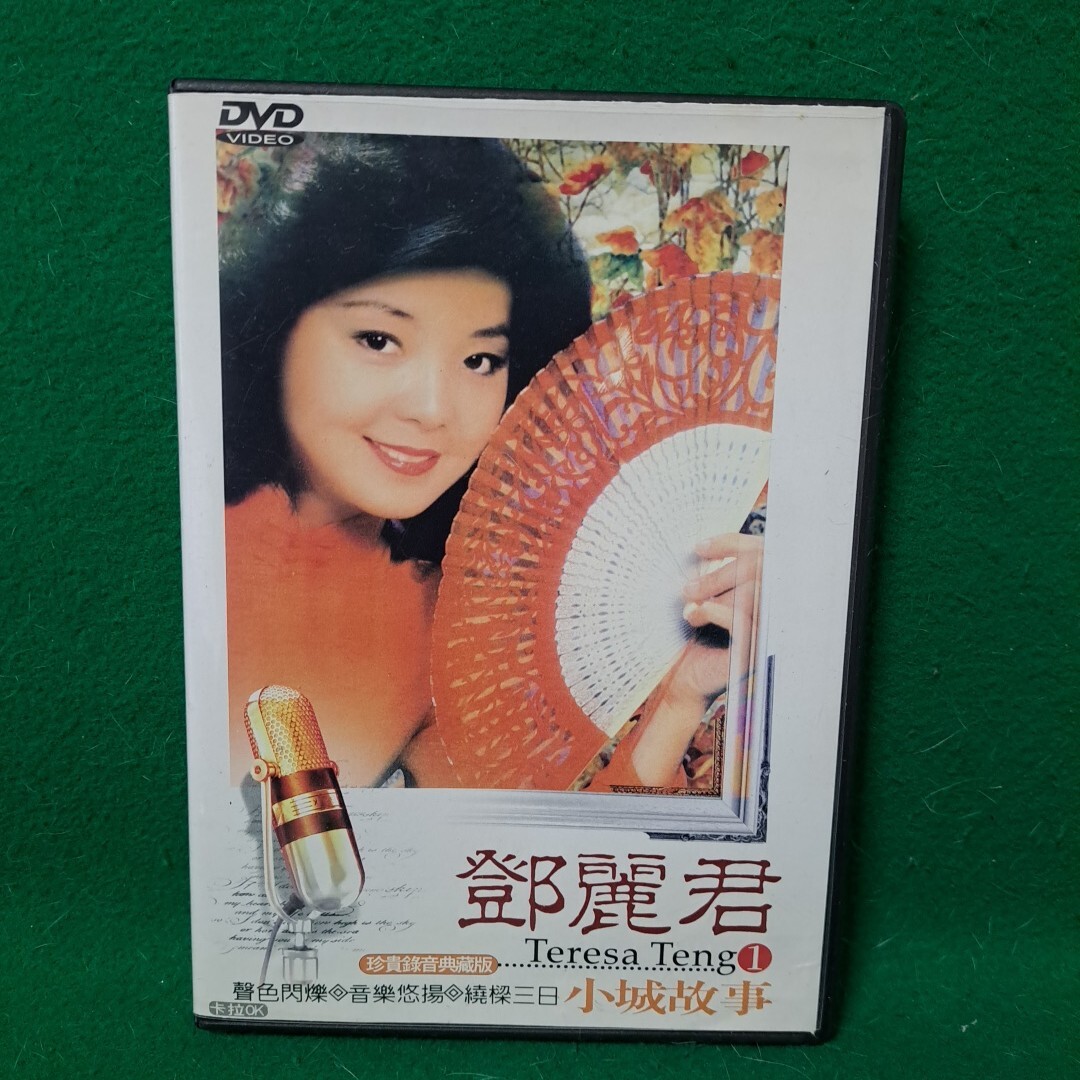 DVD
VIDEO
鄧麗君
Teresa Teng 1
珍貴錄音典藏版
聲色閃爍◈音樂悠揚◈繞樑三日
小城故事
卡拉OK